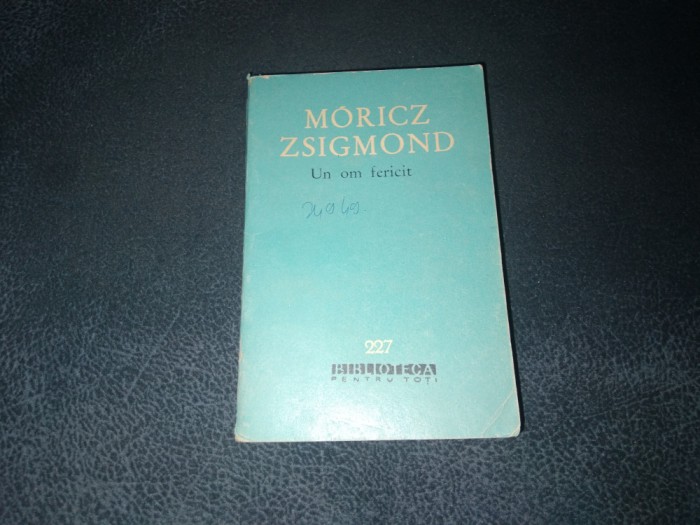 MÓRICZ
ZSIGMOND
Un om fericit
227
BIBLIOTECA
PENTRU TOȚI